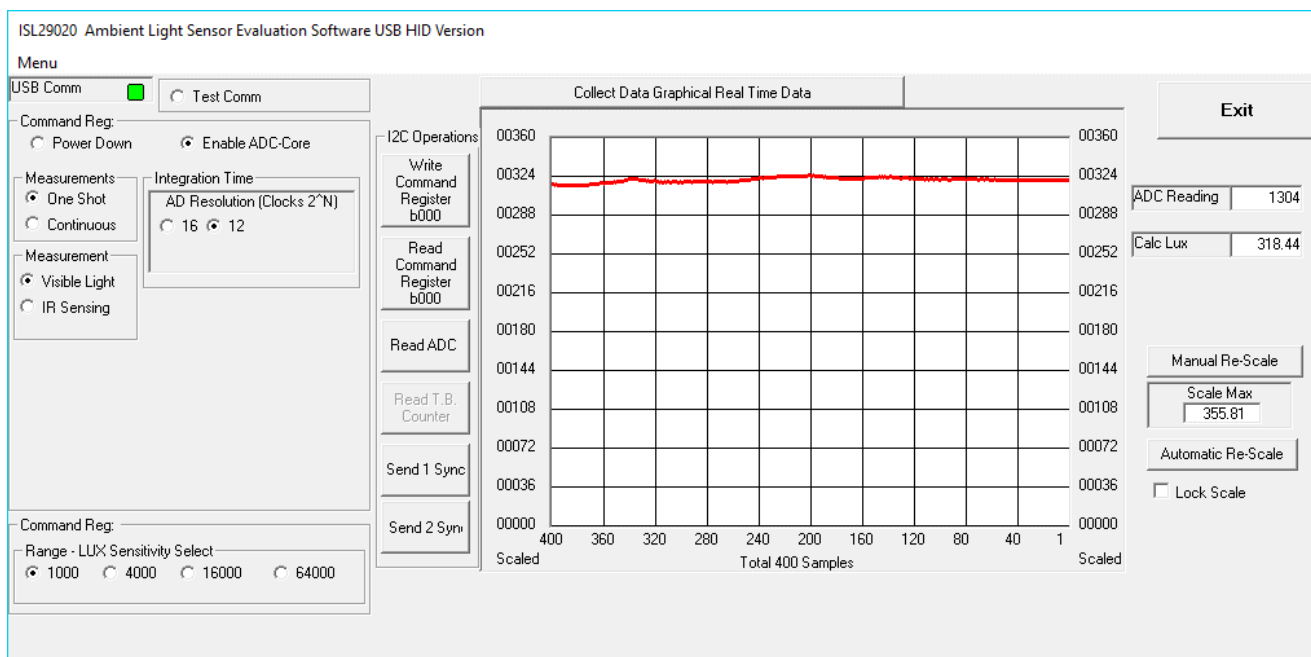 ISL29020 Ambient Light Sensor Evaluation Software USB HID Version
Menu
USB Comm
Test Comm
Command Reg:
Power Down
Enable ADC-Core
Measurements
One Shot
Continuous
Integration Time
AD Resolution (Clocks 2^N)
16
12
Measurement
Visible Light
IR Sensing
Command Reg:
Range - LUX Sensitivity Select
1000
4000
16000
64000
I2C Operations
Write
Command
Register
b000
Read
Command
Register
b000
Read ADC
Read T.B.
Counter
Send 1 Sync
Send 2 Syn
Collect Data Graphical Real Time Data
00360
00324
00288
00252
00216
00180
00144
00108
00072
00036
00000
400 360 320 280 240 200 160 120 80 40 1
Scaled
Total 400 Samples
Scaled
00360
00324
00288
00252
00216
00180
00144
00108
00072
00036
00000
Exit
ADC Reading 1304
Calc Lux 318.44
Manual Re-Scale
Scale Max
355.81
Automatic Re-Scale
Lock Scale